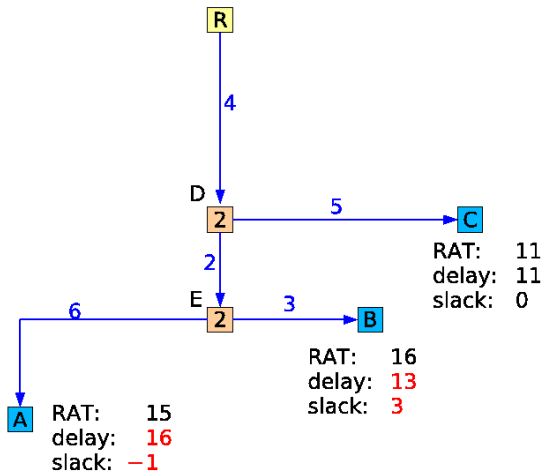 R
4
D
2
5
C
RAT: 11
delay: 11
slack: 0
2
E
2
3
B
RAT: 16
delay: 13
slack: 3
6
A
RAT: 15
delay: 16
slack: −1